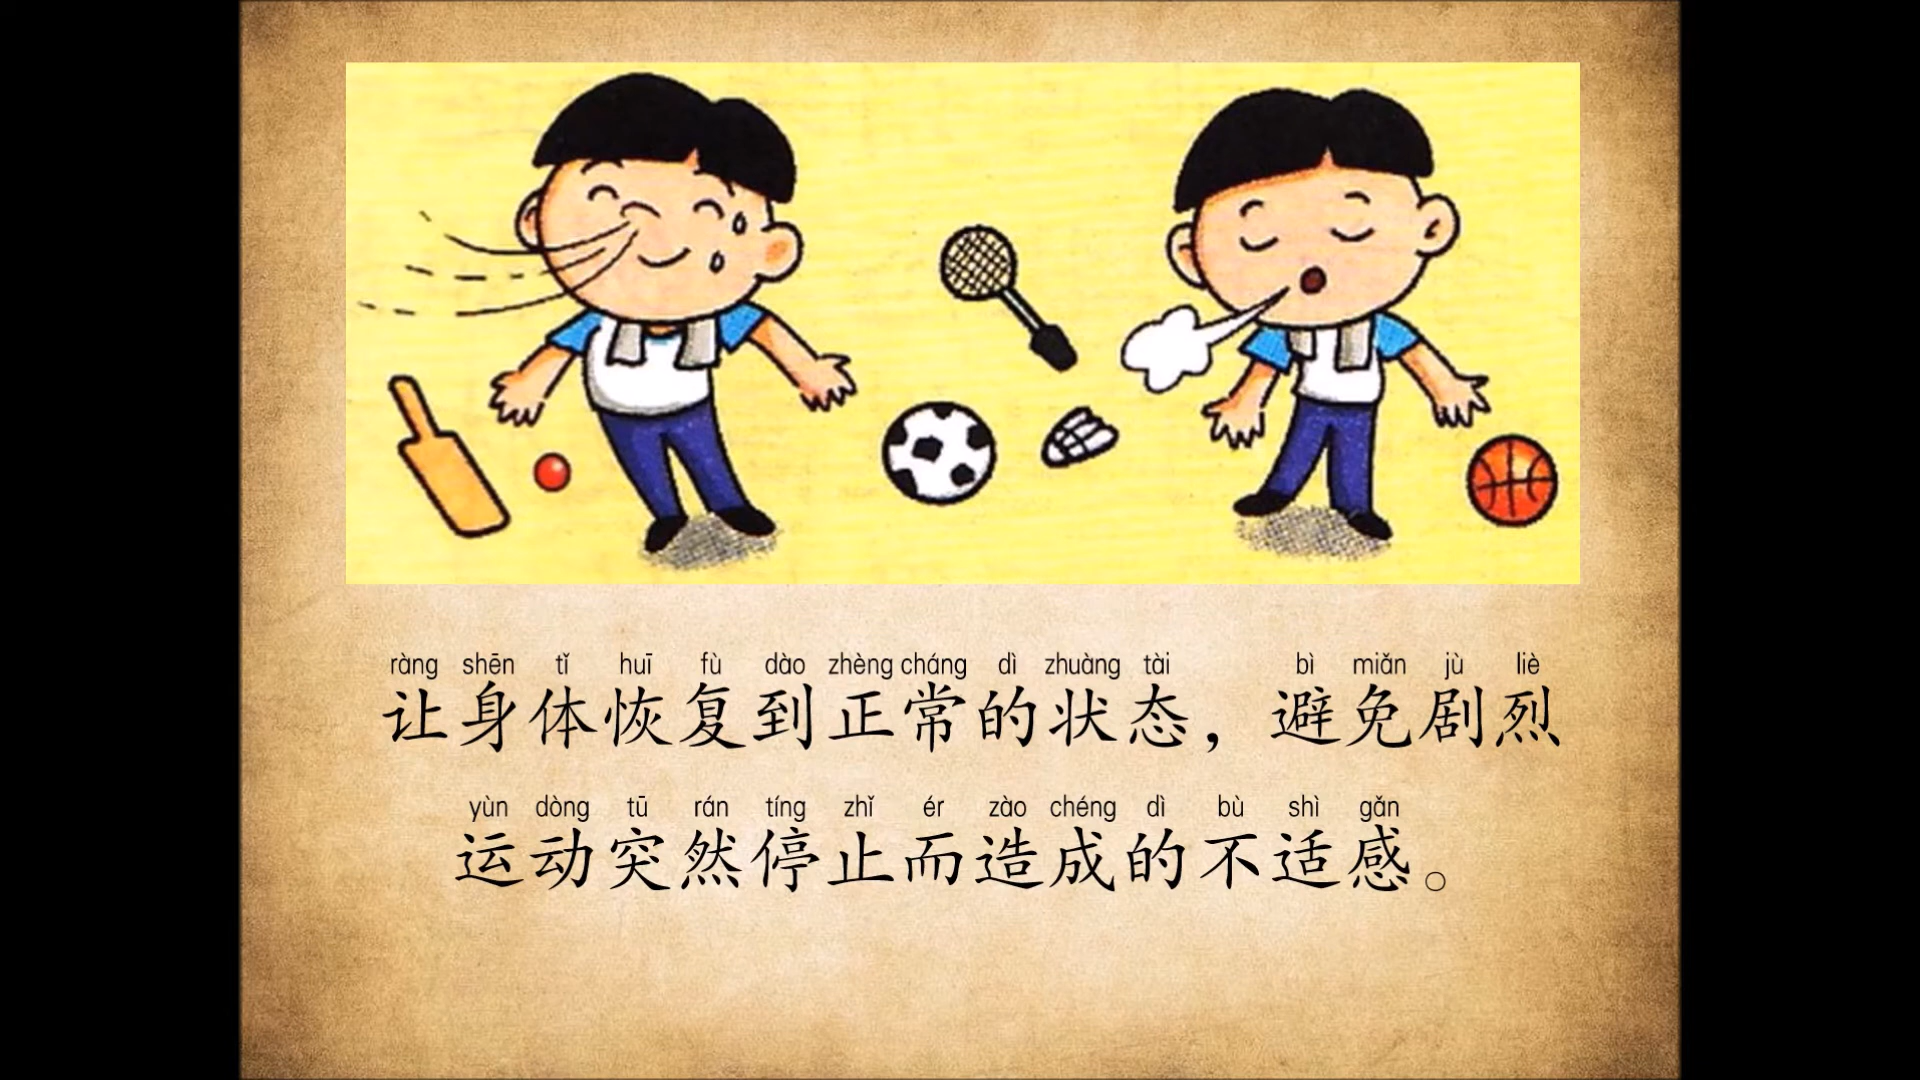 ràng shēn tǐ huī fù dào zhèng cháng dì zhuàng tài bì miǎn jù liè
让身体恢复到正常的状态，避免剧烈
yùn dòng tū rán tíng zhǐ ér zào chéng dì bù shì gǎn
运动突然停止而造成的不适感。